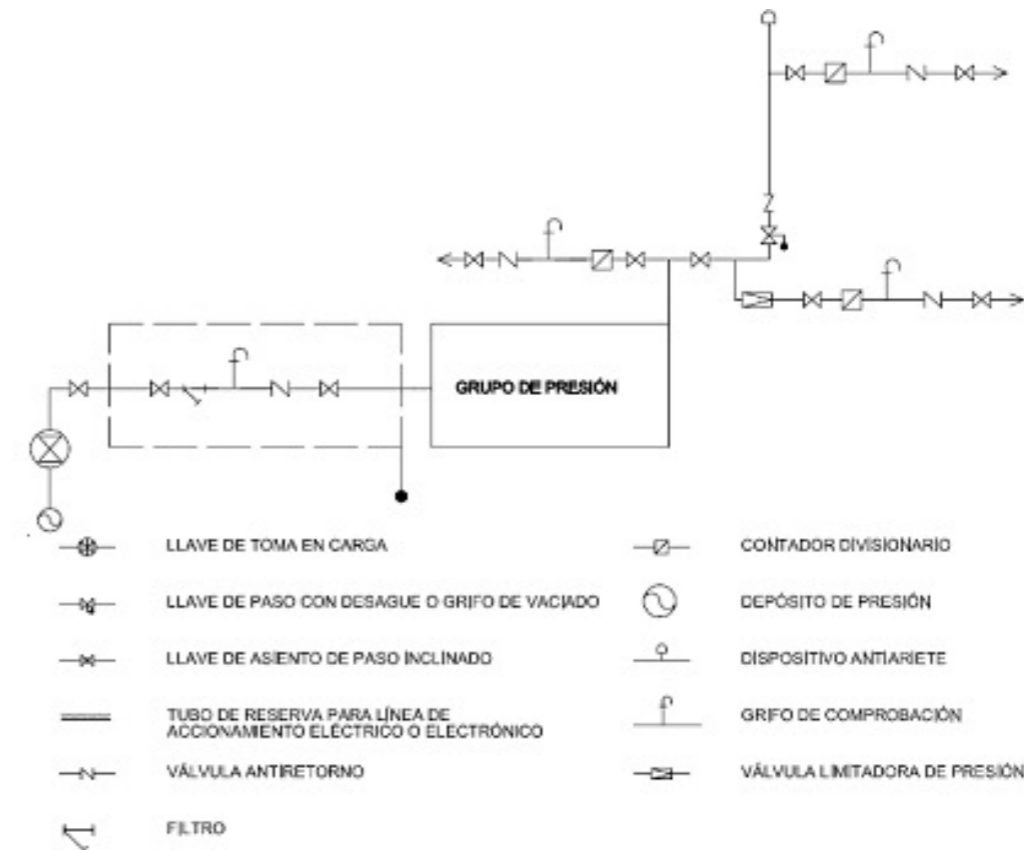 GRUPO DE PRESIÓN
LLAVE DE TOMA EN CARGA
CONTADOR DIVISIONARIO
LLAVE DE PASO CON DESAGUE O GRIFO DE VACIADO
DEPÓSITO DE PRESIÓN
LLAVE DE ASIENTO DE PASO INCLINADO
DISPOSITIVO ANTIARIETE
TUBO DE RESERVA PARA LÍNEA DE
ACCIONAMIENTO ELÉCTRICO O ELECTRÓNICO
GRIFO DE COMPROBACIÓN
VÁLVULA ANTIRETORNO
VÁLVULA LIMITADORA DE PRESIÓN
FILTRO